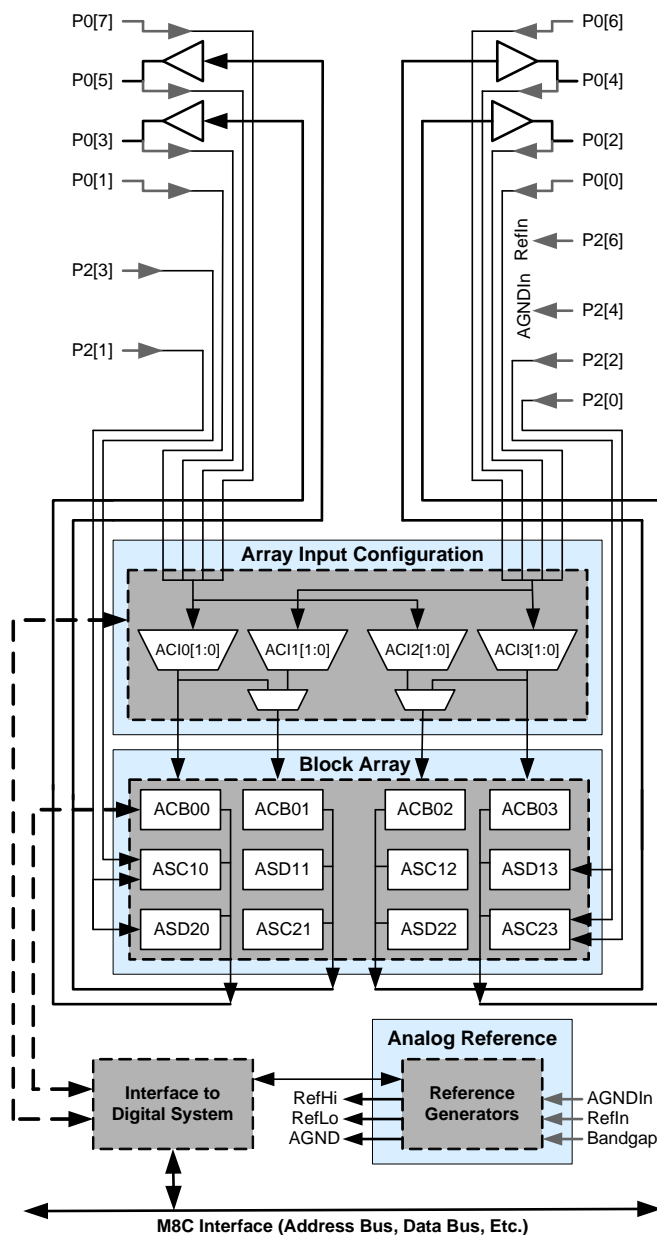 P0[7]
P0[6]
P0[5]
P0[4]
P0[3]
P0[2]
P0[1]
P0[0]
RefIn
P2[6]
P2[3]
AGNDIn
P2[4]
P2[1]
P2[2]
P2[0]
Array Input Configuration
ACI0[1:0]
ACI1[1:0]
ACI2[1:0]
ACI3[1:0]
Block Array
ACB00
ACB01
ACB02
ACB03
ASC10
ASD11
ASC12
ASD13
ASD20
ASC21
ASD22
ASC23
Analog Reference
Interface to
Digital System
RefHi
RefLo
AGND
Reference
Generators
AGNDIn
RefIn
Bandgap
M8C Interface (Address Bus, Data Bus, Etc.)